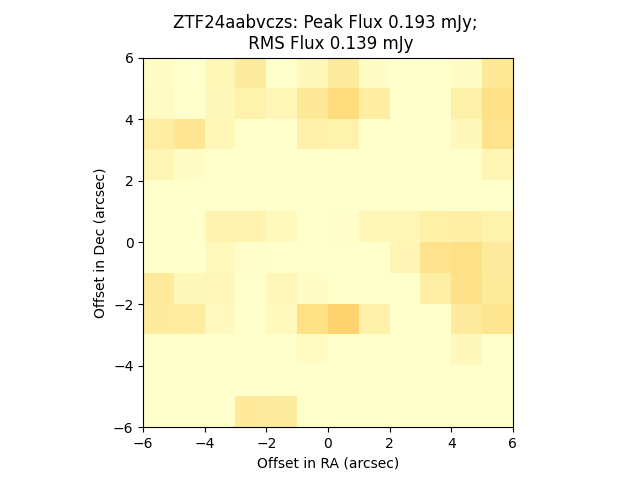 ZTF24aabvczs: Peak Flux 0.193 mJy;
RMS Flux 0.139 mJy
6
4
2
0
−2
−4
−6
Offset in Dec (arcsec)
−6 −4 −2 0 2 4 6
Offset in RA (arcsec)